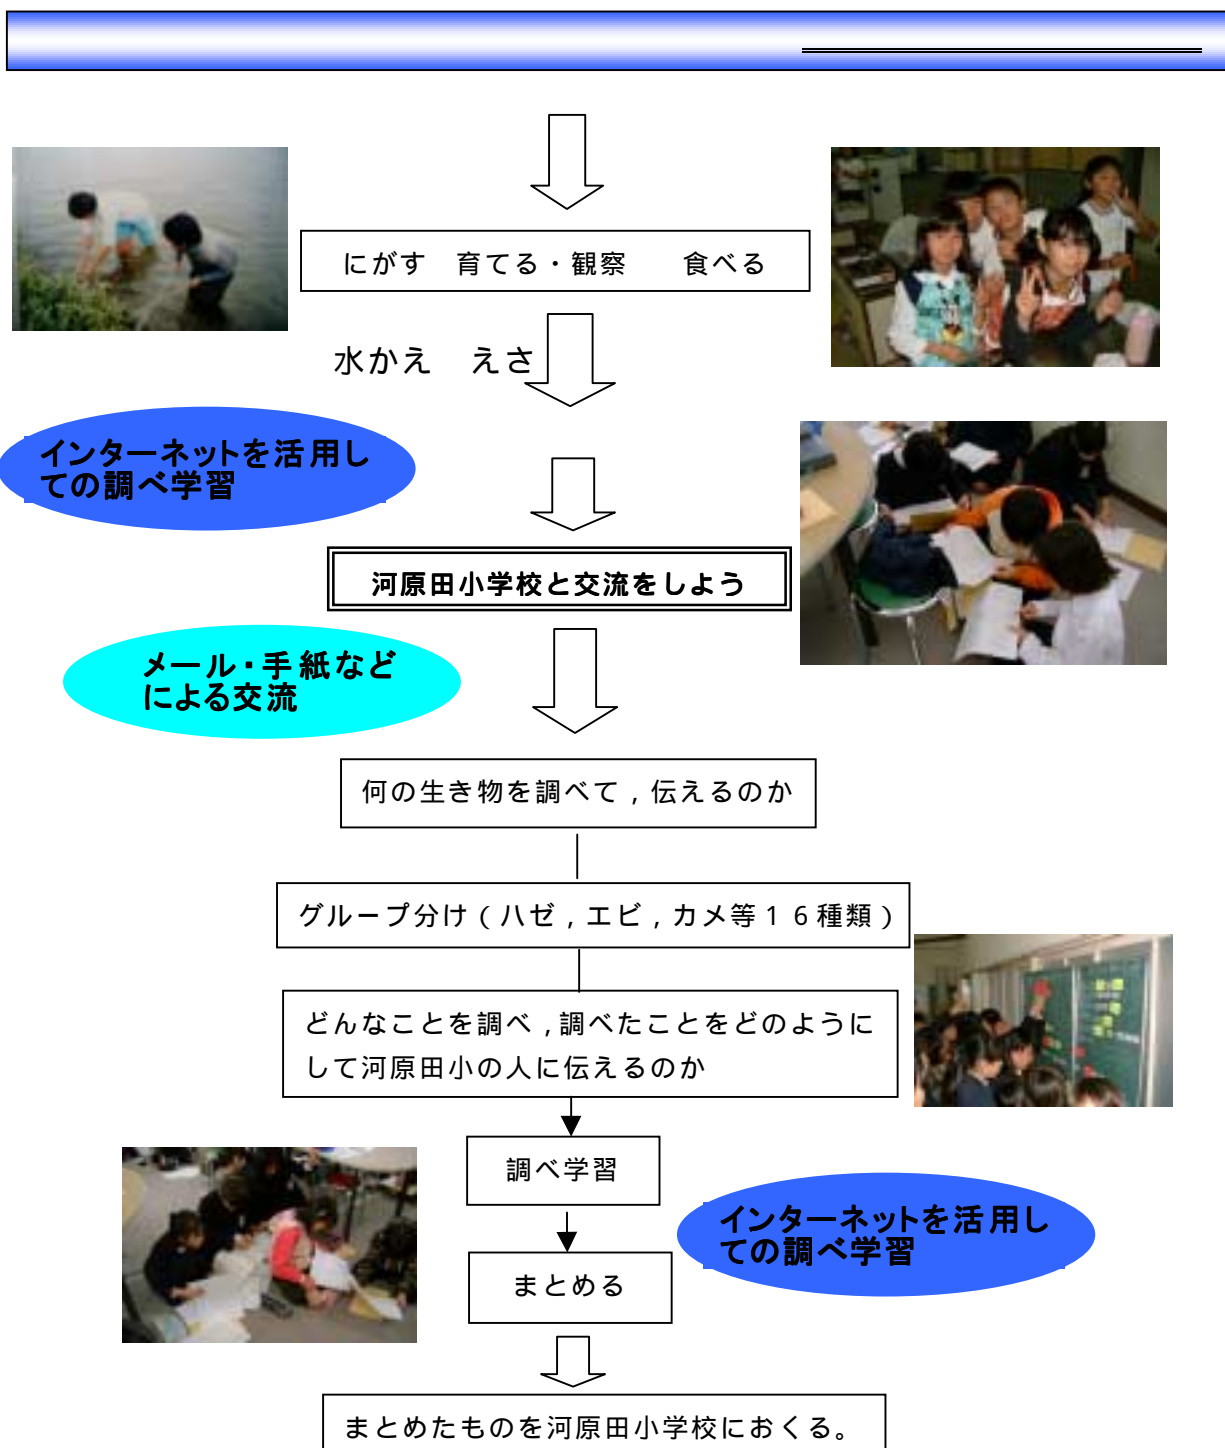 にがす　育てる・観察　　食べる
水かえ　えさ
インターネットを活用し
ての調べ学習
河原田小学校と交流をしよう
メール・手紙など
による交流
何の生き物を調べて，伝えるのか
グループ分け（ハゼ，エビ，カメ等１６種類）
どんなことを調べ，調べたことをどのように
して河原田小の人に伝えるのか
調べ学習
インターネットを活用し
ての調べ学習
まとめる
まとめたものを河原田小学校におくる。